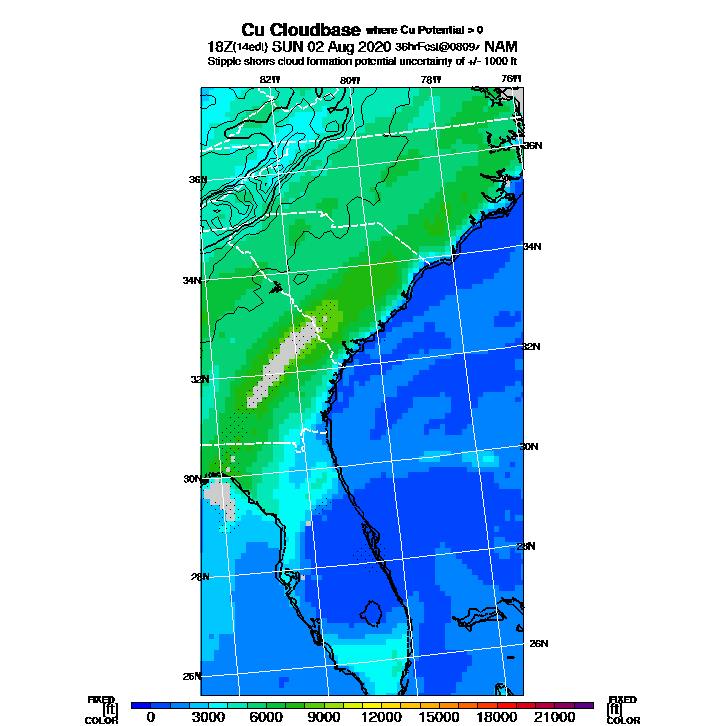 Cu Cloudbase where Cu Potential > 0
18Z(14edt) SUN 02 Aug 2020 36hrFcst@0809z NAM
Stipple shows cloud formation potential uncertainty of +/- 1000 ft
82W 80W 78W 76W
36N 36N
34N 34N
32N 32N
30N 30N
28N 28N
26N 26N
FIXED FIXED
[ft] 0 3000 6000 9000 12000 15000 18000 21000 [ft]
COLOR COLOR